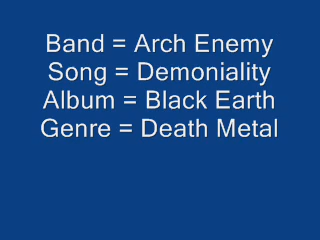 Band = Arch Enemy
Song = Demoniality
Album = Black Earth
Genre = Death Metal